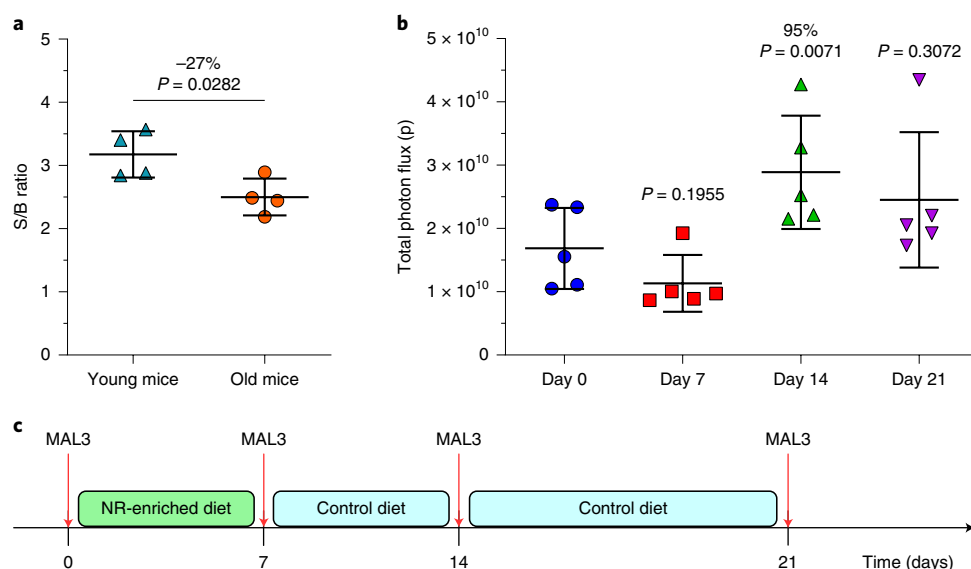 a
5
4
3
2
1
0
S/B ratio
–27%
P = 0.0282
Young mice
Old mice
b
5 × 10¹⁰
4 × 10¹⁰
3 × 10¹⁰
2 × 10¹⁰
1 × 10¹⁰
0
Total photon flux (p)
P = 0.1955
95%
P = 0.0071
P = 0.3072
Day 0
Day 7
Day 14
Day 21
c
MAL3
MAL3
MAL3
MAL3
NR-enriched diet
Control diet
Control diet
0
7
14
21
Time (days)